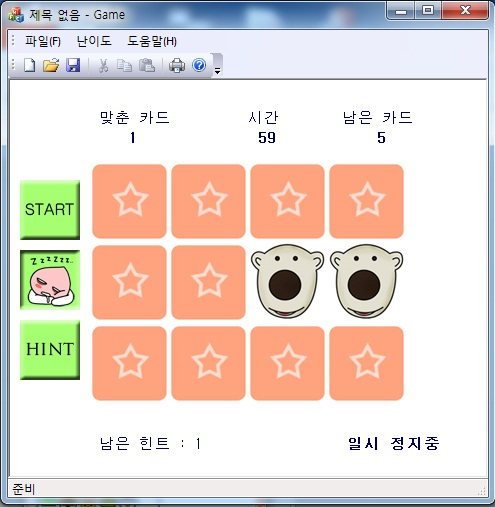 제목 없음 - Game
파일(F) 난이도 도움말(H)
맞춘 카드 시간 남은 카드
1 59 5
START
z z z z z..
HINT
남은 힌트 : 1 일시 정지중
준비